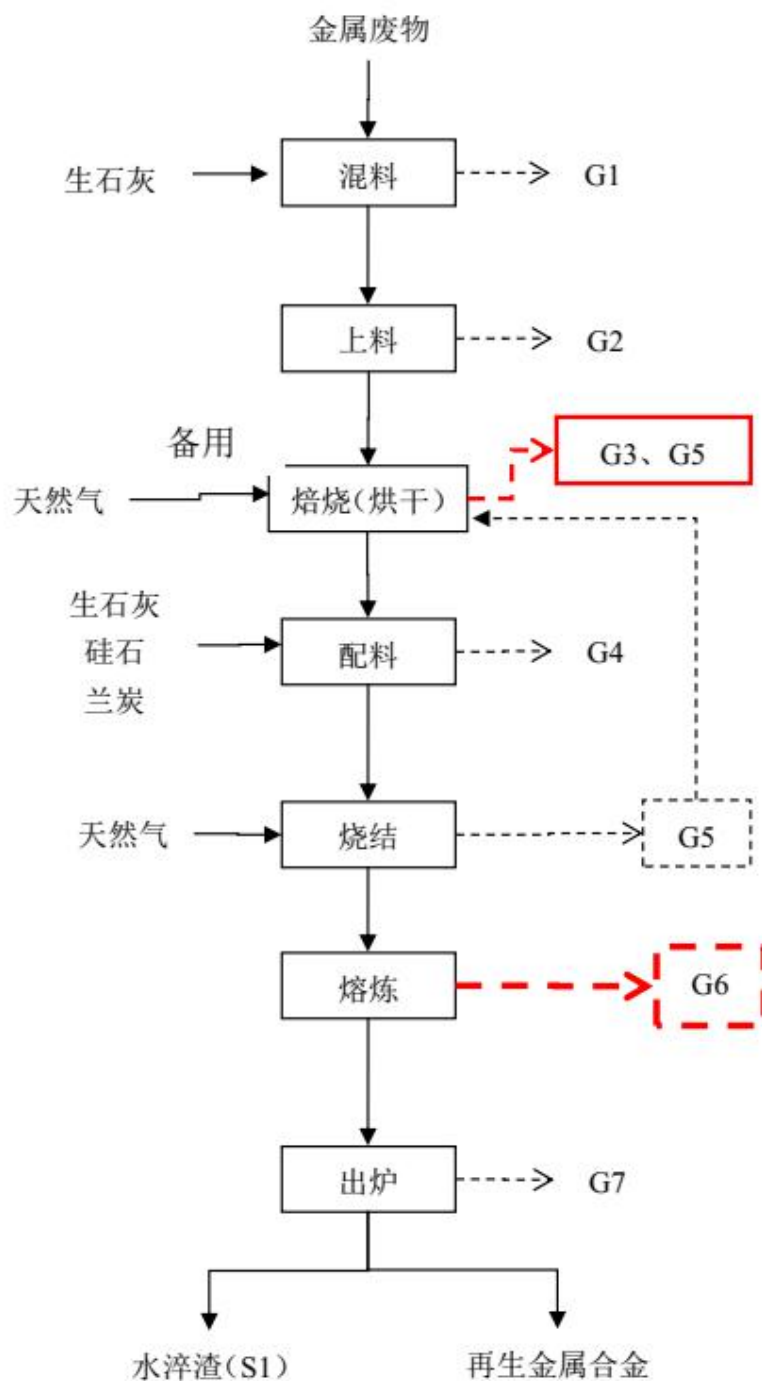 金属废物
生石灰
混料
G1
上料
G2
备用
天然气
焙烧(烘干)
G3、G5
生石灰
硅石
兰炭
配料
G4
天然气
烧结
G5
熔炼
G6
出炉
G7
水淬渣(S1)
再生金属合金